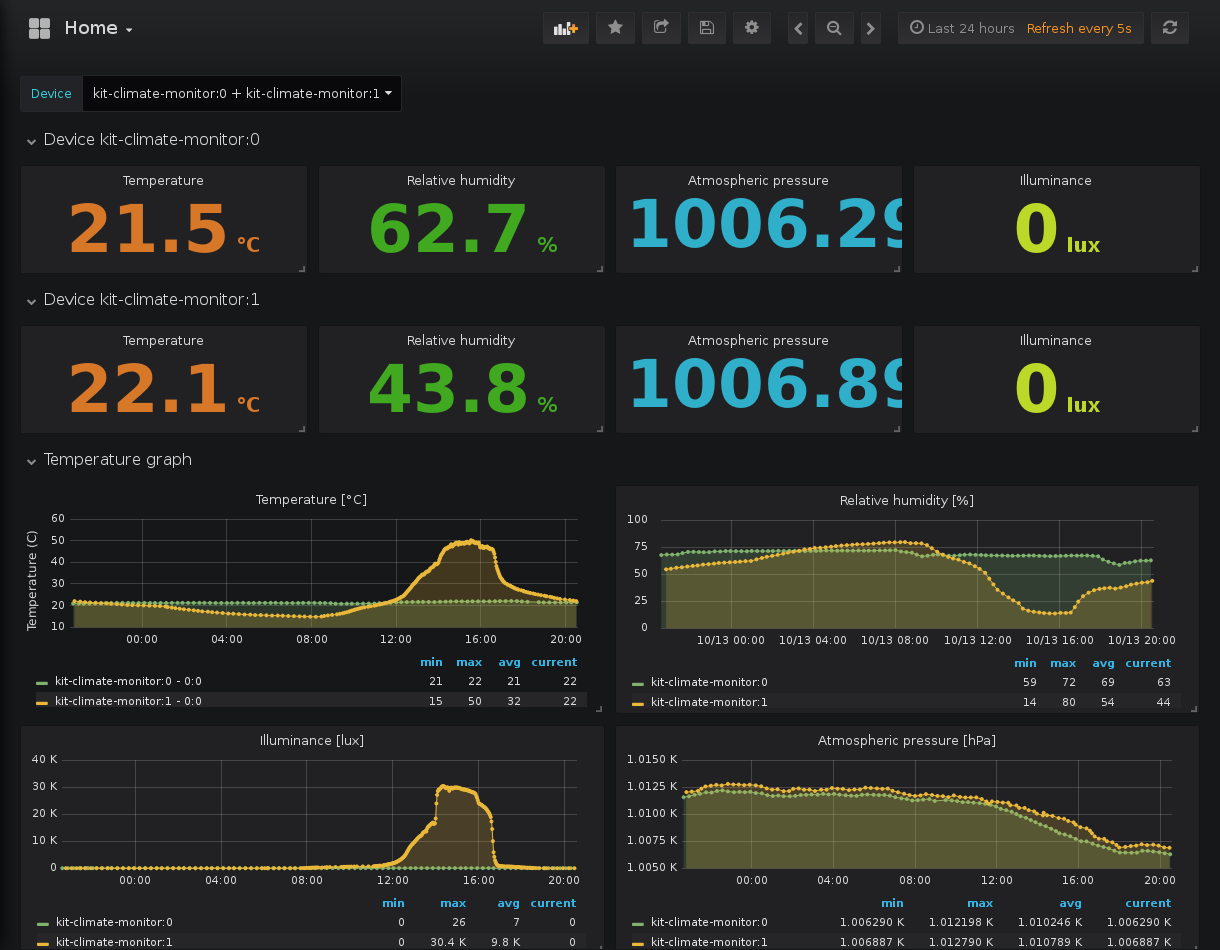 Home
Last 24 hours Refresh every 5s
Device kit-climate-monitor:0 + kit-climate-monitor:1
Device kit-climate-monitor:0
Temperature Relative humidity Atmospheric pressure Illuminance
21.5 °C 62.7 % 1006.29 0 lux
Device kit-climate-monitor:1
Temperature Relative humidity Atmospheric pressure Illuminance
22.1 °C 43.8 % 1006.89 0 lux
Temperature graph
Temperature [°C]
Temperature (C)
60
50
40
30
20
10
00:00 04:00 08:00 12:00 16:00 20:00
min max avg current
kit-climate-monitor:0 - 0:0 21 22 21 22
kit-climate-monitor:1 - 0:0 15 50 32 22
Relative humidity [%]
100
75
50
25
0
10/13 00:00 10/13 04:00 10/13 08:00 10/13 12:00 10/13 16:00 10/13 20:00
min max avg current
kit-climate-monitor:0 59 72 69 63
kit-climate-monitor:1 14 80 54 44
Illuminance [lux]
40 K
30 K
20 K
10 K
0
00:00 04:00 08:00 12:00 16:00 20:00
min max avg current
kit-climate-monitor:0 0 26 7 0
kit-climate-monitor:1 0 30.4 K 9.8 K 0
Atmospheric pressure [hPa]
1.0150 K
1.0125 K
1.0100 K
1.0075 K
1.0050 K
00:00 04:00 08:00 12:00 16:00 20:00
min max avg current
kit-climate-monitor:0 1.006290 K 1.012198 K 1.010246 K 1.006290 K
kit-climate-monitor:1 1.006887 K 1.012790 K 1.010789 K 1.006887 K